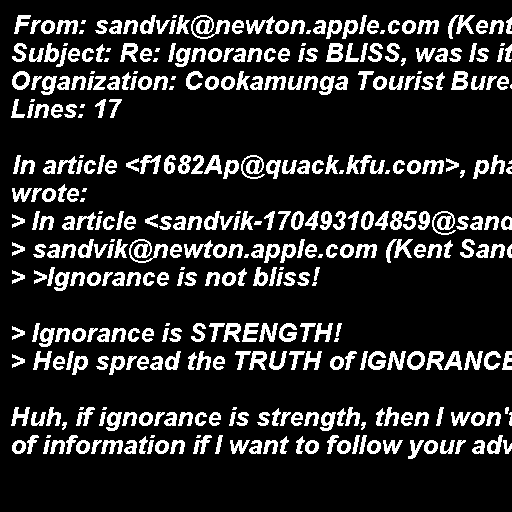 From: sandvik@newton.apple.com (Kent
Subject: Re: Ignorance is BLISS, was Is it
Organization: Cookamunga Tourist Burea
Lines: 17
In article <f1682Ap@quack.kfu.com>, pha
wrote:
> In article <sandvik-170493104859@sand
> sandvik@newton.apple.com (Kent Sand
> >Ignorance is not bliss!
> Ignorance is STRENGTH!
> Help spread the TRUTH of IGNORANCE
Huh, if ignorance is strength, then I won't
of information if I want to follow your adv